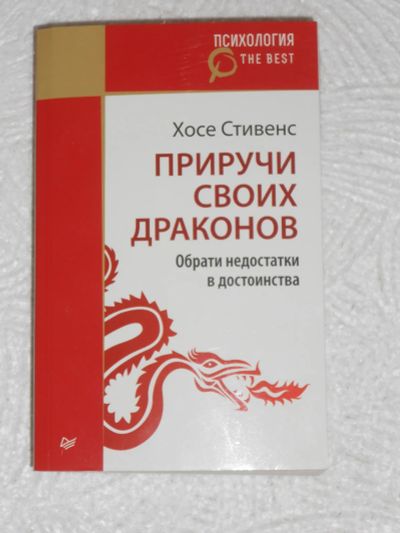 ПСИХОЛОГИЯ
THE BEST
Хосе Стивенс
ПРИРУЧИ
СВОИХ
ДРАКОНОВ
Обрати недостатки
в достоинства